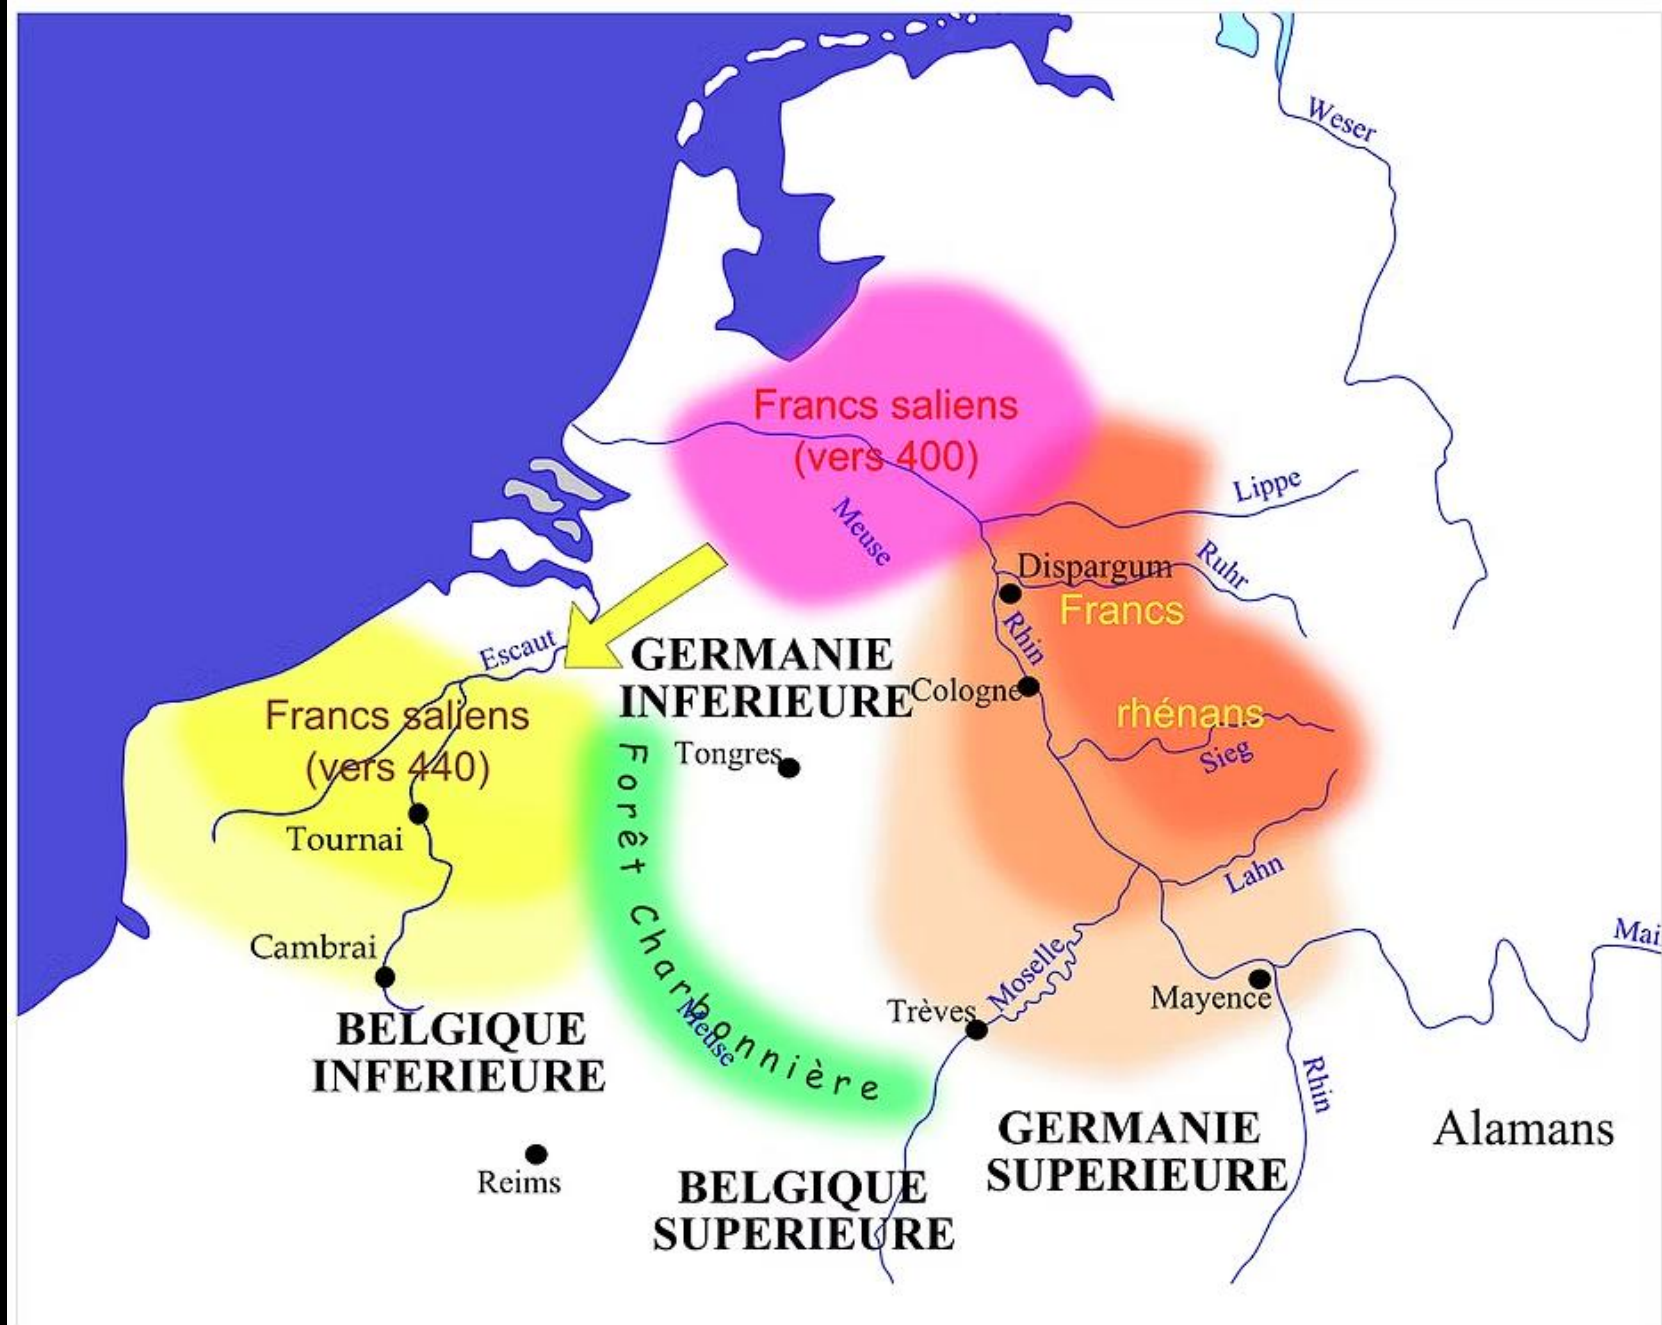 Weser
Francs saliens
(vers 400)
Lippe
Meuse
Ruhr
Dispargum
Francs
Rhin
Escaut
GERMANIE
INFERIEURE
Cologne
rhénans
Francs saliens
(vers 440)
Tongres
Sieg
Forêt Charbonnière
Tournai
Lahn
Cambrai
Mai
Moselle
Mayence
Trèves
Meuse
BELGIQUE
INFERIEURE
Rhin
GERMANIE
SUPERIEURE
Alamans
Reims
BELGIQUE
SUPERIEURE